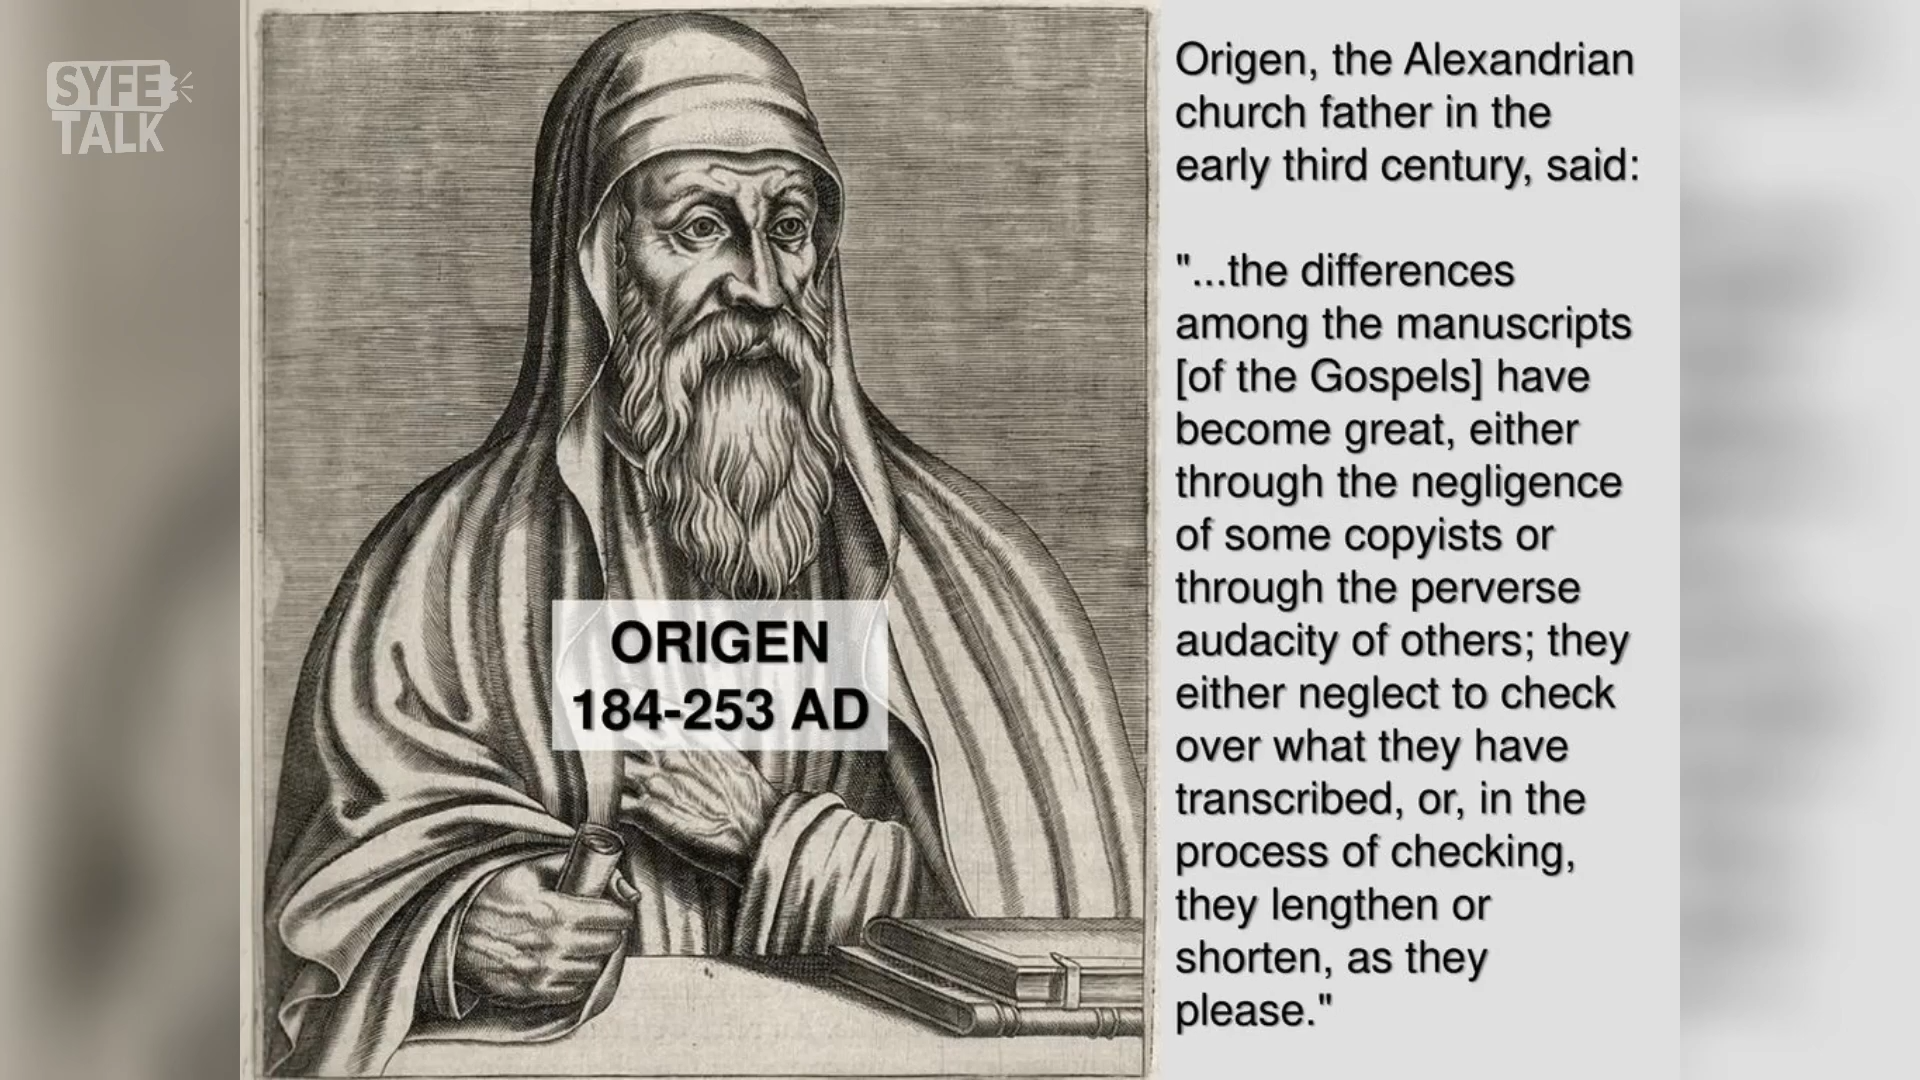 SYFE
TALK
ORIGEN
184-253 AD
Origen, the Alexandrian
church father in the
early third century, said:
"...the differences
among the manuscripts
[of the Gospels] have
become great, either
through the negligence
of some copyists or
through the perverse
audacity of others; they
either neglect to check
over what they have
transcribed, or, in the
process of checking,
they lengthen or
shorten, as they
please."